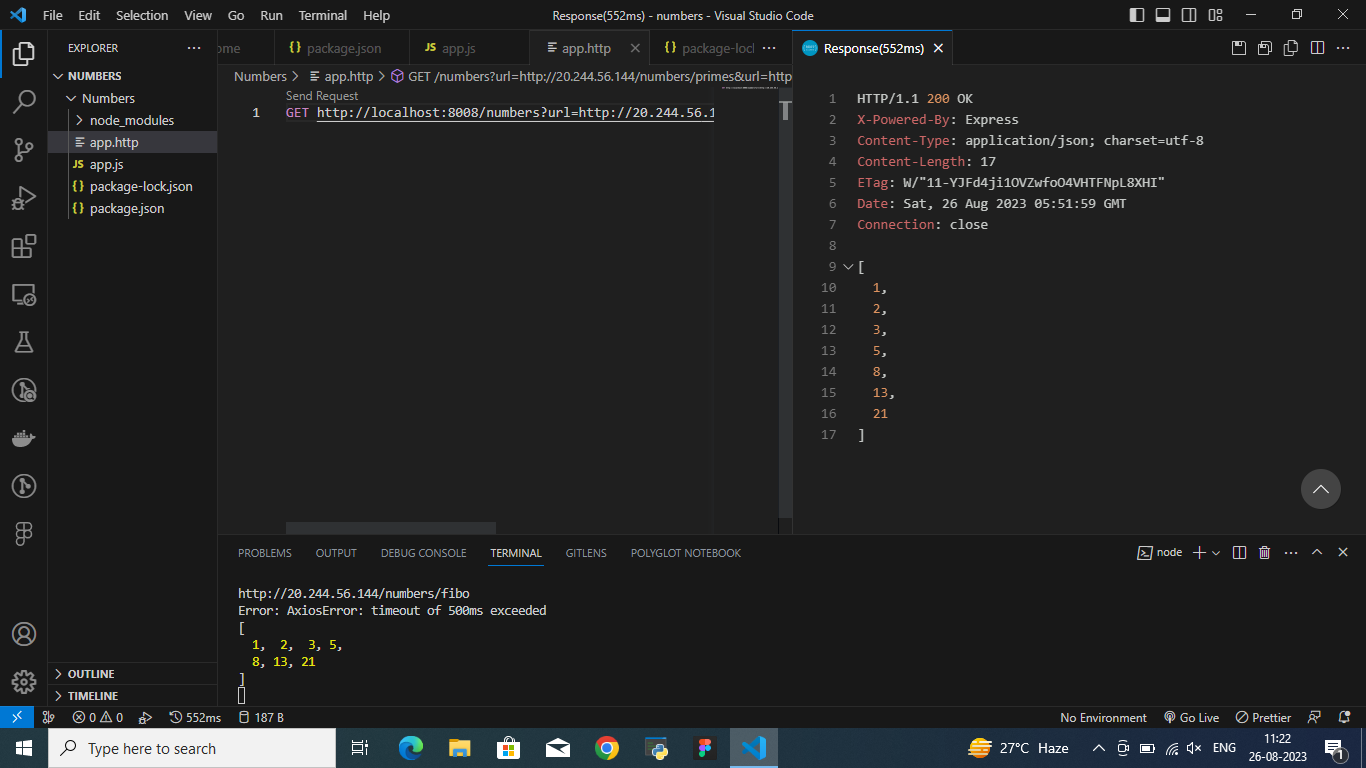 File Edit Selection View Go Run Terminal Help Response(552ms) - numbers - Visual Studio Code
EXPLORER
NUMBERS
Numbers
node_modules
app.http
JS app.js
{} package-lock.json
{} package.json
OUTLINE
TIMELINE
ome {} package.json JS app.js app.http {} package-locl
Numbers > app.http > GET /numbers?url=http://20.244.56.144/numbers/primes&url=http
Send Request
1 GET http://localhost:8008/numbers?url=http://20.244.56.1
Response(552ms)
1 HTTP/1.1 200 OK
2 X-Powered-By: Express
3 Content-Type: application/json; charset=utf-8
4 Content-Length: 17
5 ETag: W/"11-YJFd4ji1OVZwfoO4VHTFNpL8XHI"
6 Date: Sat, 26 Aug 2023 05:51:59 GMT
7 Connection: close
8
9 [
10 1,
11 2,
12 3,
13 5,
14 8,
15 13,
16 21
17 ]
PROBLEMS OUTPUT DEBUG CONSOLE TERMINAL GITLENS POLYGLOT NOTEBOOK node
http://20.244.56.144/numbers/fibo
Error: AxiosError: timeout of 500ms exceeded
[
1, 2, 3, 5,
8, 13, 21
]
0 0 552ms 187 B No Environment Go Live Prettier
Type here to search 27°C Haze ENG 11:22
26-08-2023 1